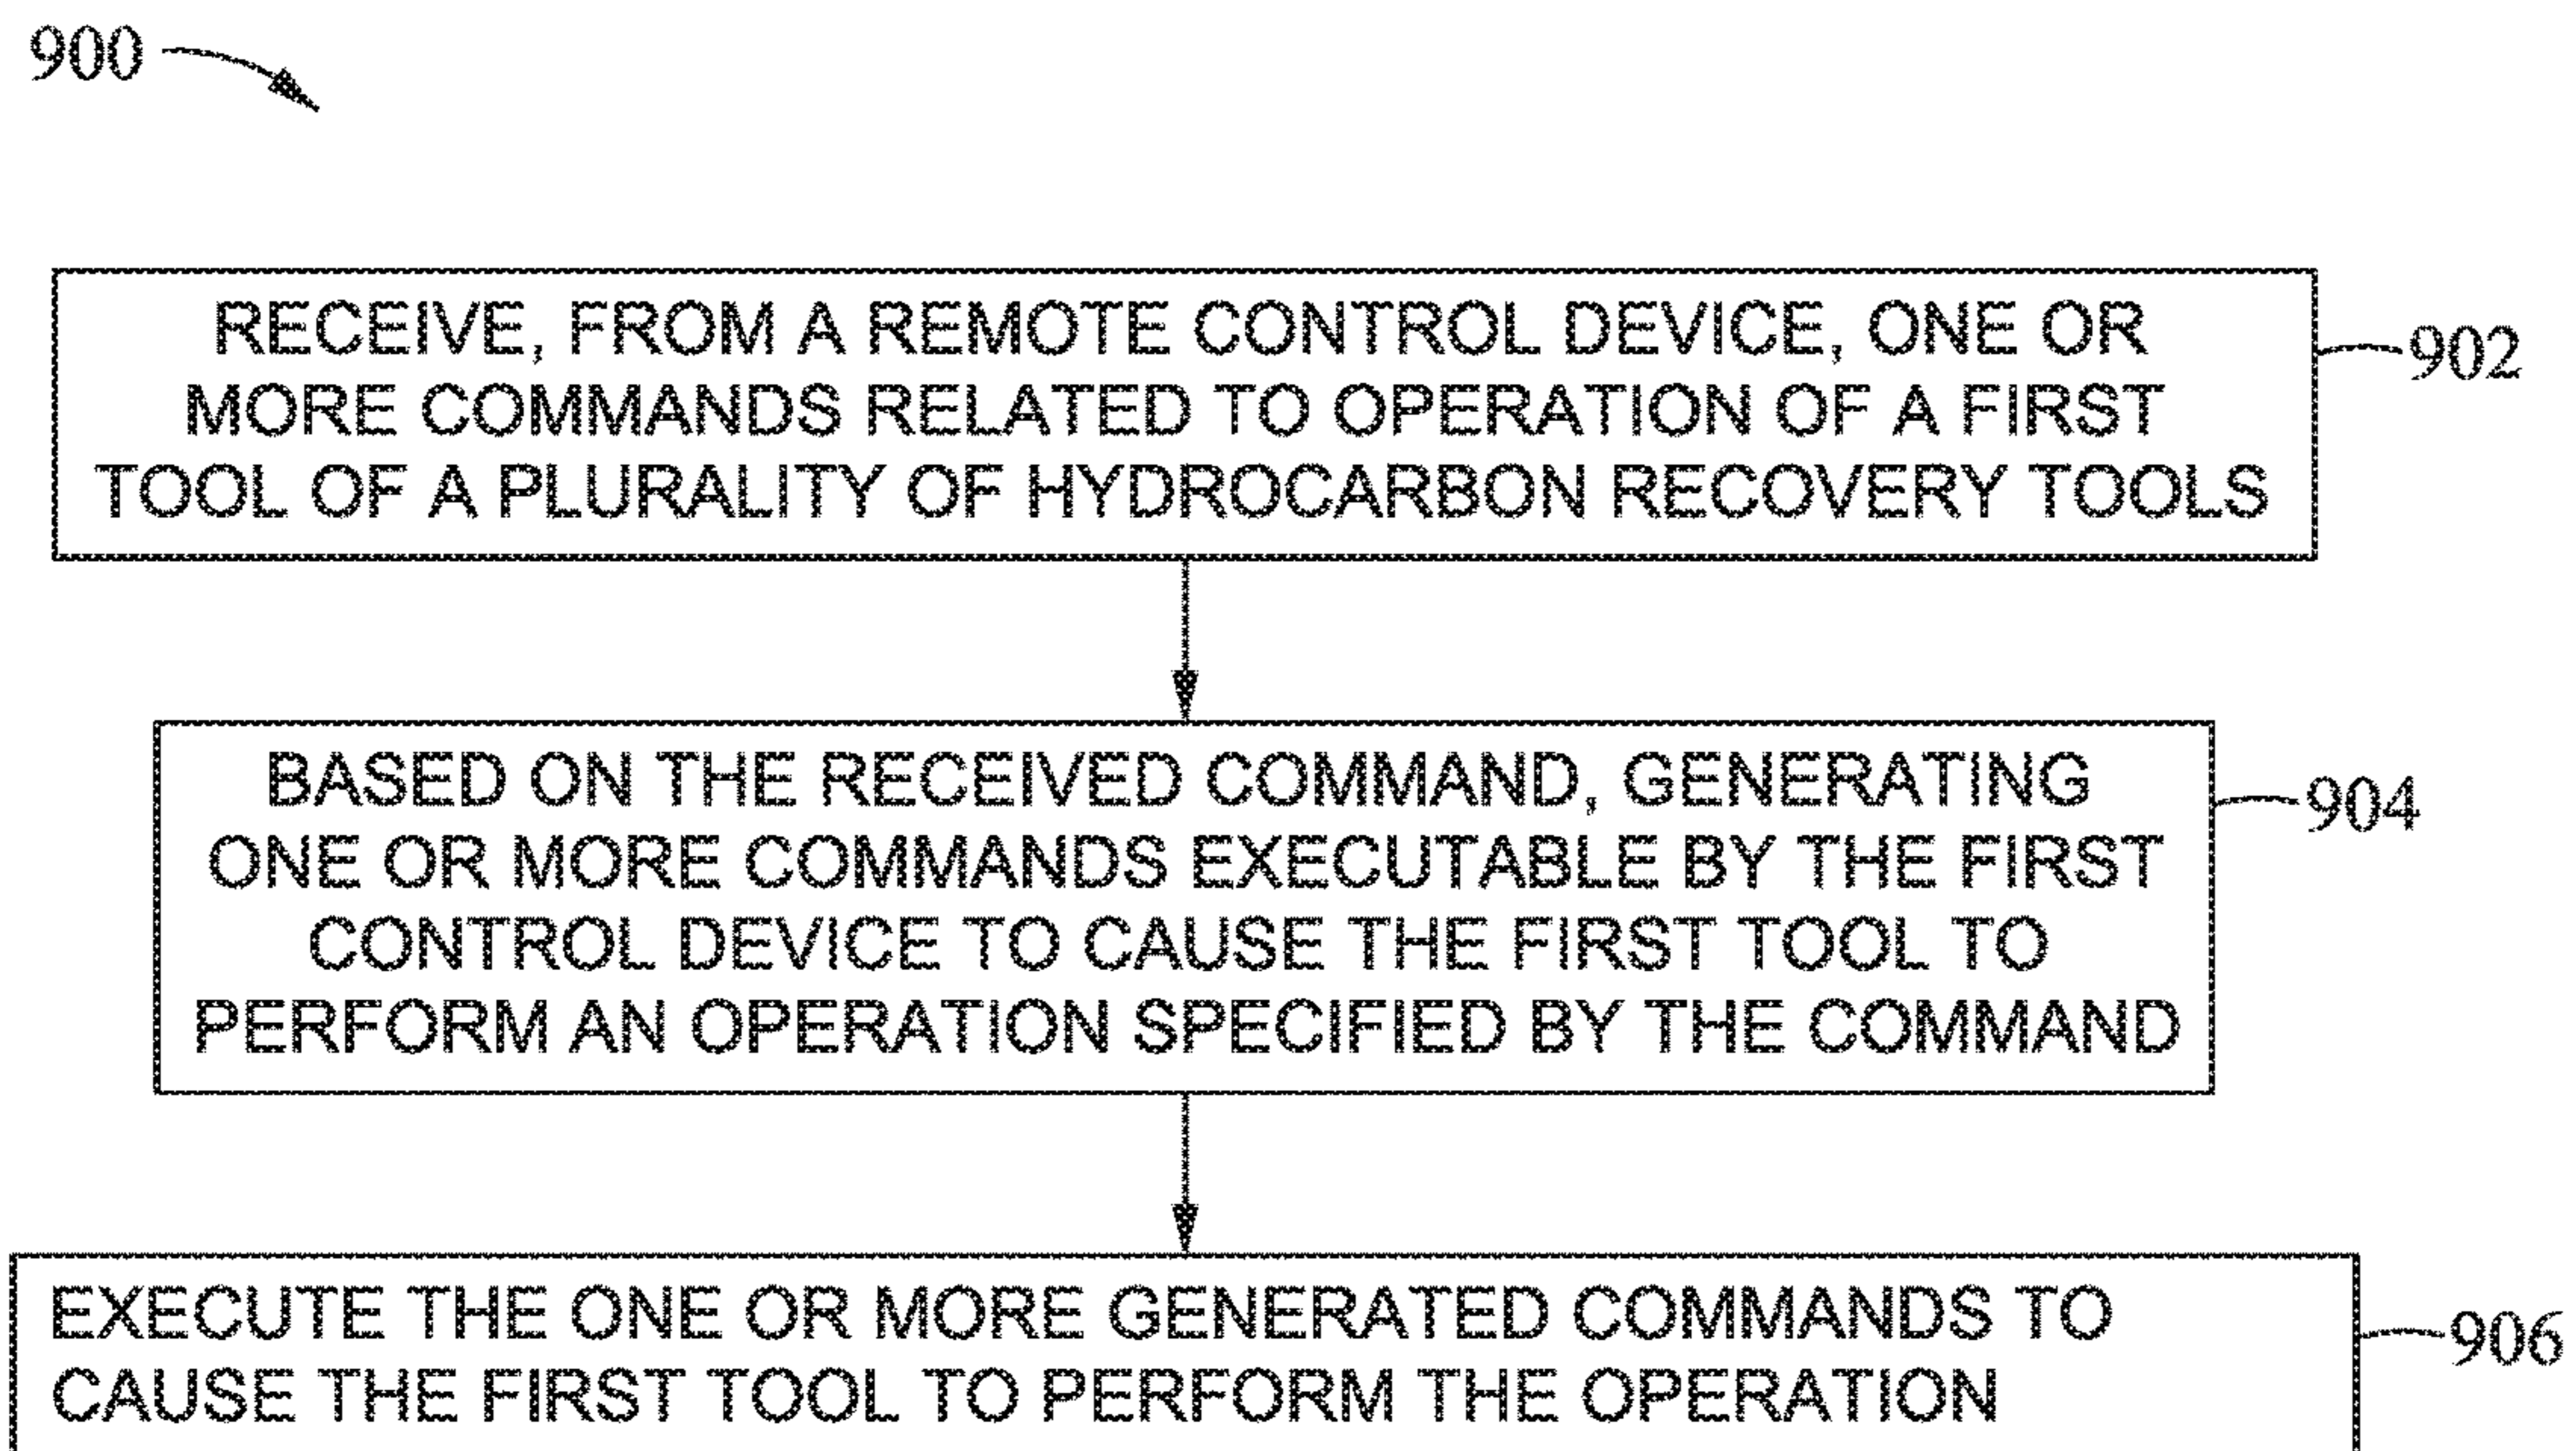 900
RECEIVE, FROM A REMOTE CONTROL DEVICE, ONE OR
MORE COMMANDS RELATED TO OPERATION OF A FIRST
TOOL OF A PLURALITY OF HYDROCARBON RECOVERY TOOLS
902
BASED ON THE RECEIVED COMMAND, GENERATING
ONE OR MORE COMMANDS EXECUTABLE BY THE FIRST
CONTROL DEVICE TO CAUSE THE FIRST TOOL TO
PERFORM AN OPERATION SPECIFIED BY THE COMMAND
904
EXECUTE THE ONE OR MORE GENERATED COMMANDS TO
CAUSE THE FIRST TOOL TO PERFORM THE OPERATION
906